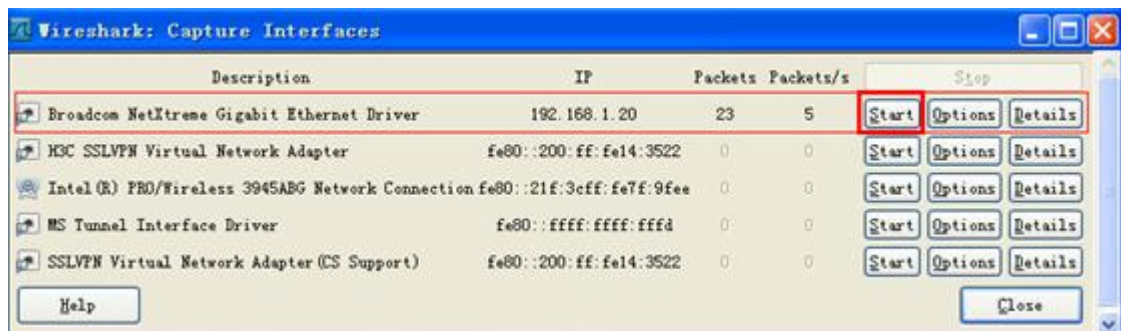 Wireshark: Capture Interfaces
Description IP Packets Packets/s Stop
Broadcom NetXtreme Gigabit Ethernet Driver 192.168.1.20 23 5 Start Options Details
H3C SSLVPN Virtual Network Adapter fe80::200:ff:fe14:3522 0 0 Start Options Details
Intel(R) PRO/Wireless 3945ABG Network Connection fe80::21f:3cff:fe7f:9fee 0 0 Start Options Details
MS Tunnel Interface Driver fe80::ffff:ffff:fffd 0 0 Start Options Details
SSLVPN Virtual Network Adapter(CS Support) fe80::200:ff:fe14:3522 0 0 Start Options Details
Help Close